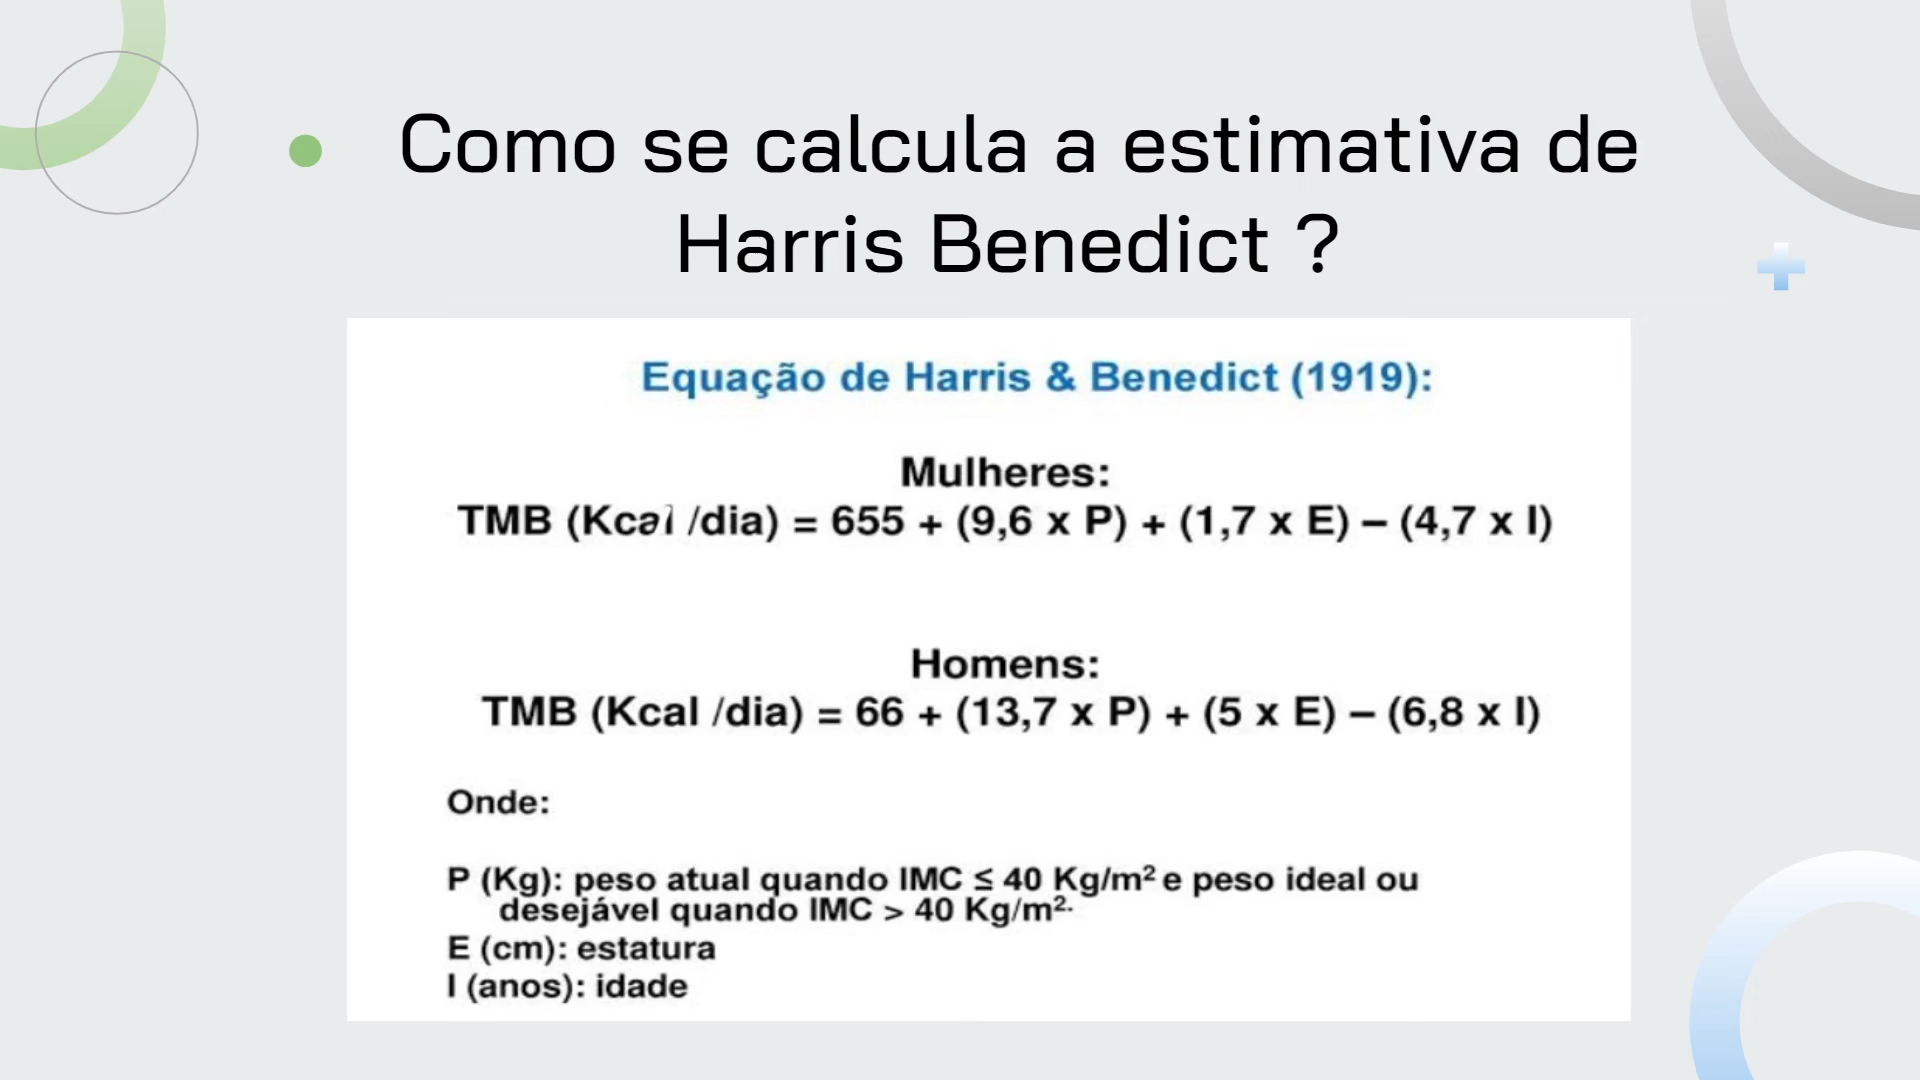 Como se calcula a estimativa de
Harris Benedict ?
Equação de Harris & Benedict (1919):
Mulheres:
TMB (Kcal /dia) = 655 + (9,6 x P) + (1,7 x E) – (4,7 x I)
Homens:
TMB (Kcal /dia) = 66 + (13,7 x P) + (5 x E) – (6,8 x I)
Onde:
P (Kg): peso atual quando IMC ≤ 40 Kg/m² e peso ideal ou
desejável quando IMC > 40 Kg/m².
E (cm): estatura
I (anos): idade